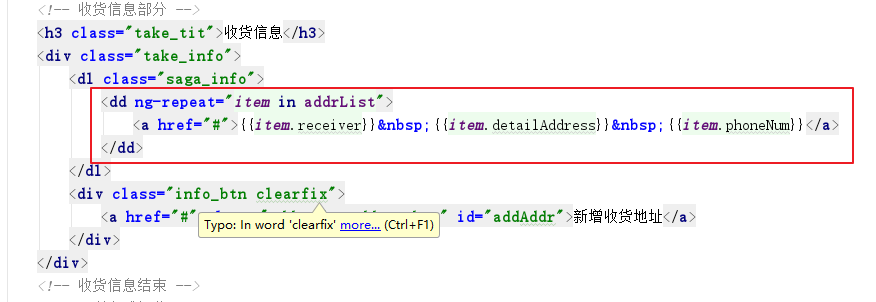 <!-- 收货信息部分 -->
<h3 class="take_tit">收货信息</h3>
<div class="take_info">
<dl class="saga_info">
<dd ng-repeat="item in addrList">
<a href="#">{{item.receiver}}&nbsp;{{item.detailAddress}}&nbsp;{{item.phoneNum}}</a>
</dd>
</dl>
<div class="info_btn clearfix">
<a href="#" " id="addAddr">新增收货地址</a>
Typo: In word 'clearfix' more... (Ctrl+F1)
</div>
</div>
<!-- 收货信息结束 -->